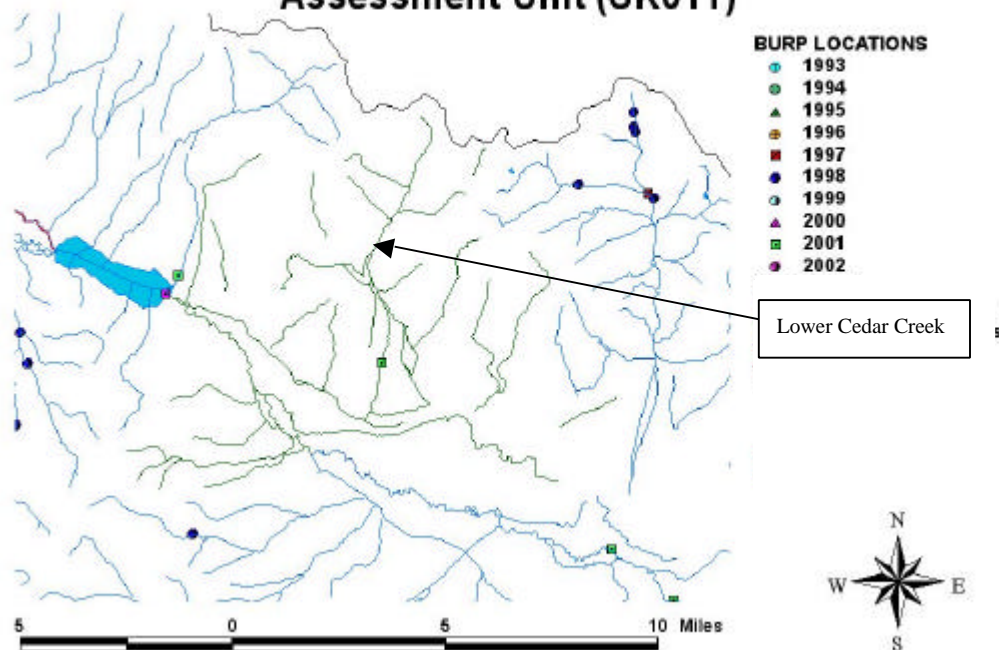 Assessment Unit (SK011)
BURP LOCATIONS
1993
1994
1995
1996
1997
1998
1999
2000
2001
2002
Lower Cedar Creek
N
W E
S
5 0 5 10 Miles